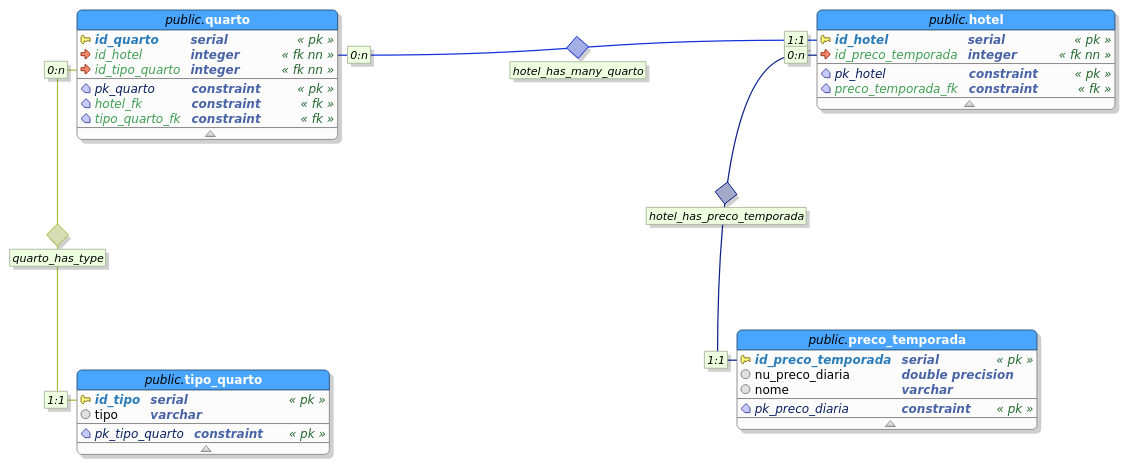 public.quarto
id_quarto serial « pk »
id_hotel integer « fk nn »
id_tipo_quarto integer « fk nn »
pk_quarto constraint « pk »
hotel_fk constraint « fk »
tipo_quarto_fk constraint « fk »
0:n
0:n
hotel_has_many_quarto
1:1
0:n
public.hotel
id_hotel serial « pk »
id_preco_temporada integer « fk nn »
pk_hotel constraint « pk »
preco_temporada_fk constraint « fk »
hotel_has_preco_temporada
quarto_has_type
1:1
public.preco_temporada
id_preco_temporada serial « pk »
nu_preco_diaria double precision
nome varchar
pk_preco_diaria constraint « pk »
1:1
public.tipo_quarto
id_tipo serial « pk »
tipo varchar
pk_tipo_quarto constraint « pk »